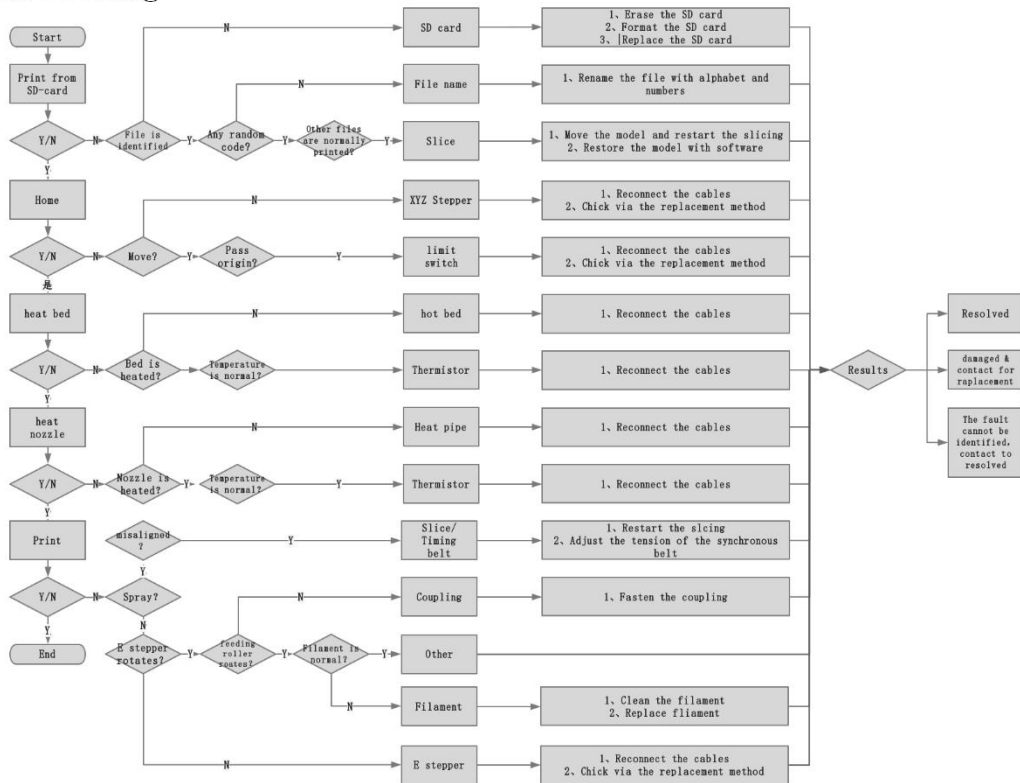 Start
N
SD card
1、Erase the SD card
2、Format the SD card
3、|Replace the SD card
Print from
SD-card
N
File name
1、Rename the file with alphabet and
numbers
Y/N
N
File is
identified
Y
Any random
code?
Y
Other files
are normally
printed?
Y
Slice
1、Move the model and restart the slicing
2、Restore the model with software
Y
Home
N
XYZ Stepper
1、Reconnect the cables
2、Chick via the replacement method
Y/N
N
Move?
Y
Pass
origin?
Y
limit
switch
1、Reconnect the cables
2、Chick via the replacement method
是
heat bed
N
hot bed
1、Reconnect the cables
Resolved
Y/N
N
Bed is
heated?
Temperature
is normal?
Thermistor
1、Reconnect the cables
Results
damaged &
contact for
raplacement
Y
heat
nozzle
N
Heat pipe
1、Reconnect the cables
The fault
cannot be
identified,
contact to
resolved
Y/N
N
Nozzle is
heated?
Y
Temperature
is normal?
Y
Thermistor
1、Reconnect the cables
Y
Print
misaligned
?
Y
Slice/
Timing
belt
1、Restart the slcing
2、Adjust the tension of the synchronous
belt
Y
Y/N
N
Spray?
N
Coupling
1、Fasten the coupling
Y
N
End
E stepper
rotates?
Y
feeding
roller
roates?
Y
Filament is
normal?
Y
Other
N
Filament
1、Clean the filament
2、Replace fliament
N
E stepper
1、Reconnect the cables
2、Chick via the replacement method